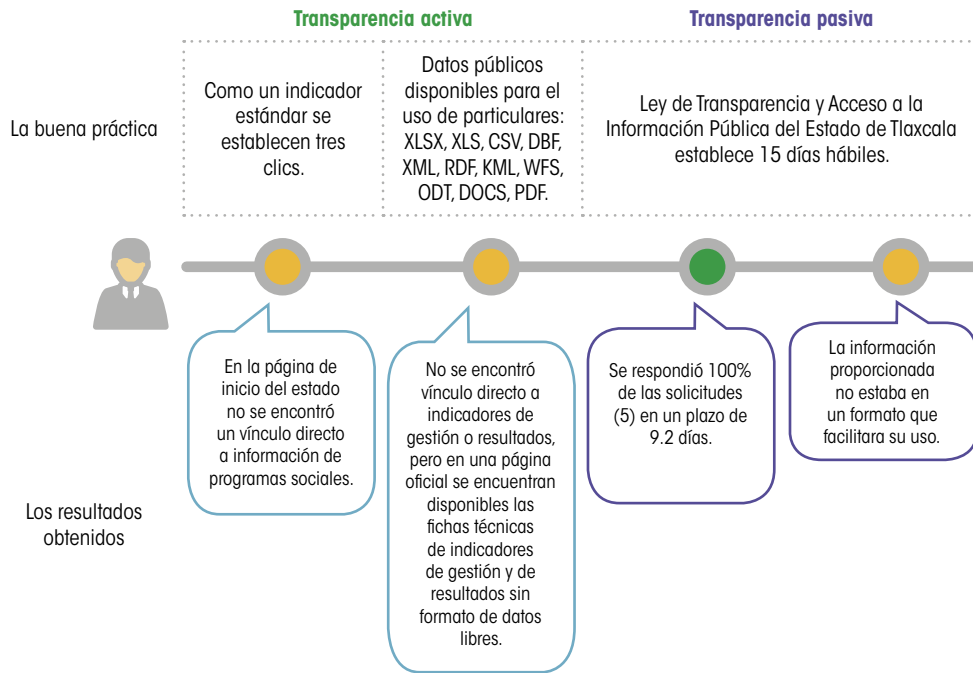 Transparencia activa
Transparencia pasiva
La buena práctica
Como un indicador
estándar se
establecen tres
clics.
Datos públicos
disponibles para el
uso de particulares:
XLSX, XLS, CSV, DBF,
XML, RDF, KML, WFS,
ODT, DOCS, PDF.
Ley de Transparencia y Acceso a la
Información Pública del Estado de Tlaxcala
establece 15 días hábiles.
Los resultados
obtenidos
En la página de
inicio del estado
no se encontró
un vínculo directo
a información de
programas sociales.
No se encontró
vínculo directo a
indicadores de
gestión o resultados,
pero en una página
oficial se encuentran
disponibles las
fichas técnicas
de indicadores
de gestión y de
resultados sin
formato de datos
libres.
Se respondió 100%
de las solicitudes
(5) en un plazo de
9.2 días.
La información
proporcionada
no estaba en
un formato que
facilitara su uso.